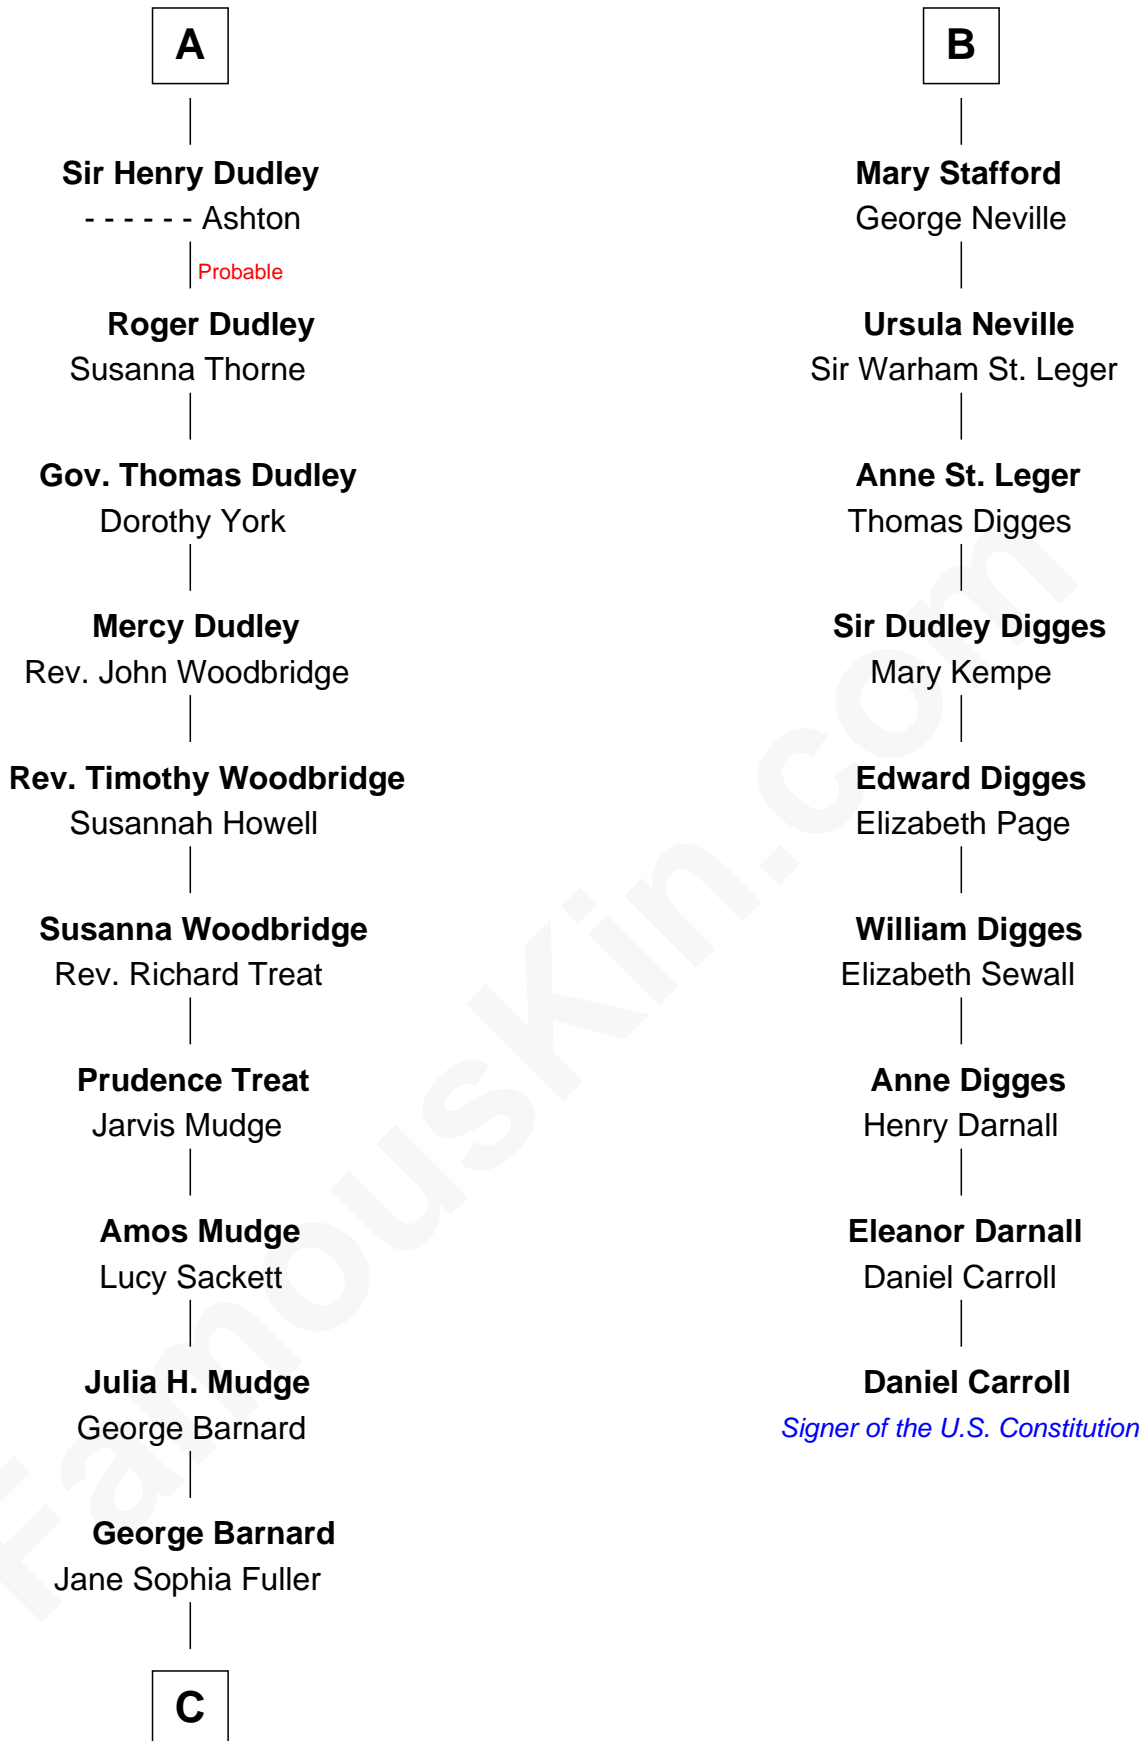 A
Sir Henry Dudley
- - - - - - Ashton
Probable
Roger Dudley
Susanna Thorne
Gov. Thomas Dudley
Dorothy York
Mercy Dudley
Rev. John Woodbridge
Rev. Timothy Woodbridge
Susannah Howell
Susanna Woodbridge
Rev. Richard Treat
Prudence Treat
Jarvis Mudge
Amos Mudge
Lucy Sackett
Julia H. Mudge
George Barnard
George Barnard
Jane Sophia Fuller
C
B
Mary Stafford
George Neville
Ursula Neville
Sir Warham St. Leger
Anne St. Leger
Thomas Digges
Sir Dudley Digges
Mary Kempe
Edward Digges
Elizabeth Page
William Digges
Elizabeth Sewall
Anne Digges
Henry Darnall
Eleanor Darnall
Daniel Carroll
Daniel Carroll
Signer of the U.S. Constitution
FamousKin.com